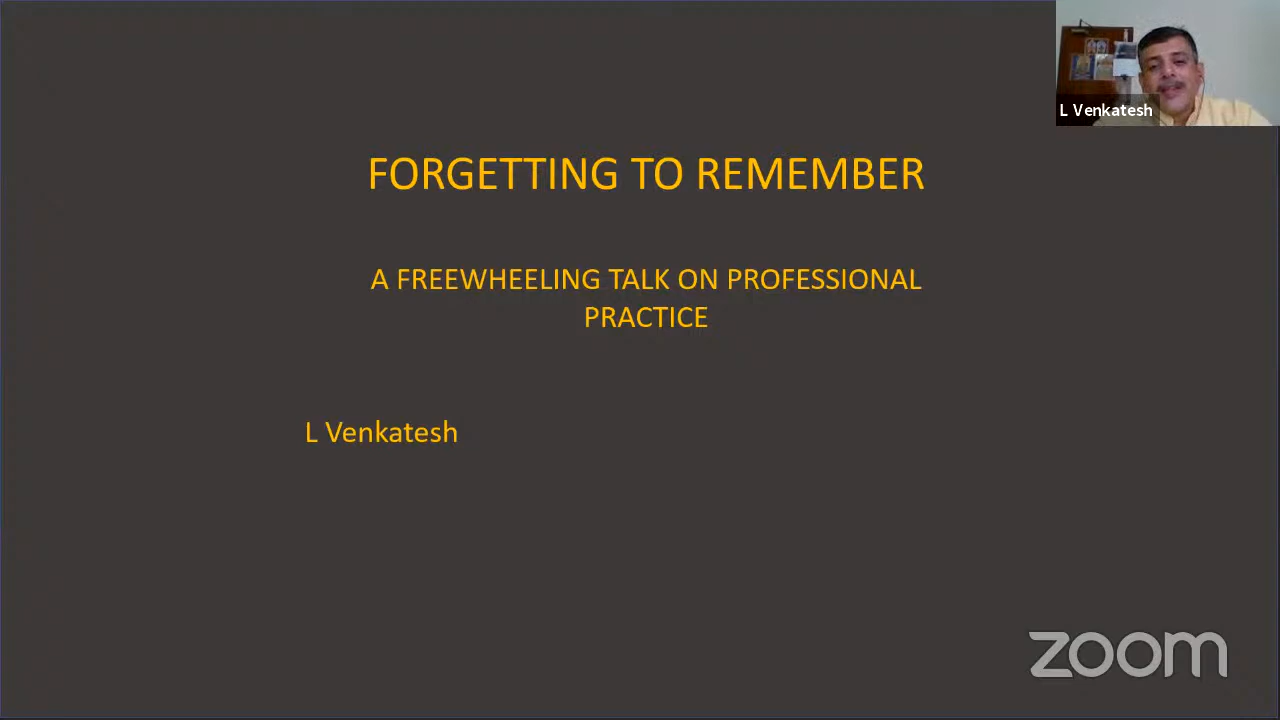 L Venkatesh
FORGETTING TO REMEMBER
A FREEWHEELING TALK ON PROFESSIONAL
PRACTICE
L Venkatesh
zoom